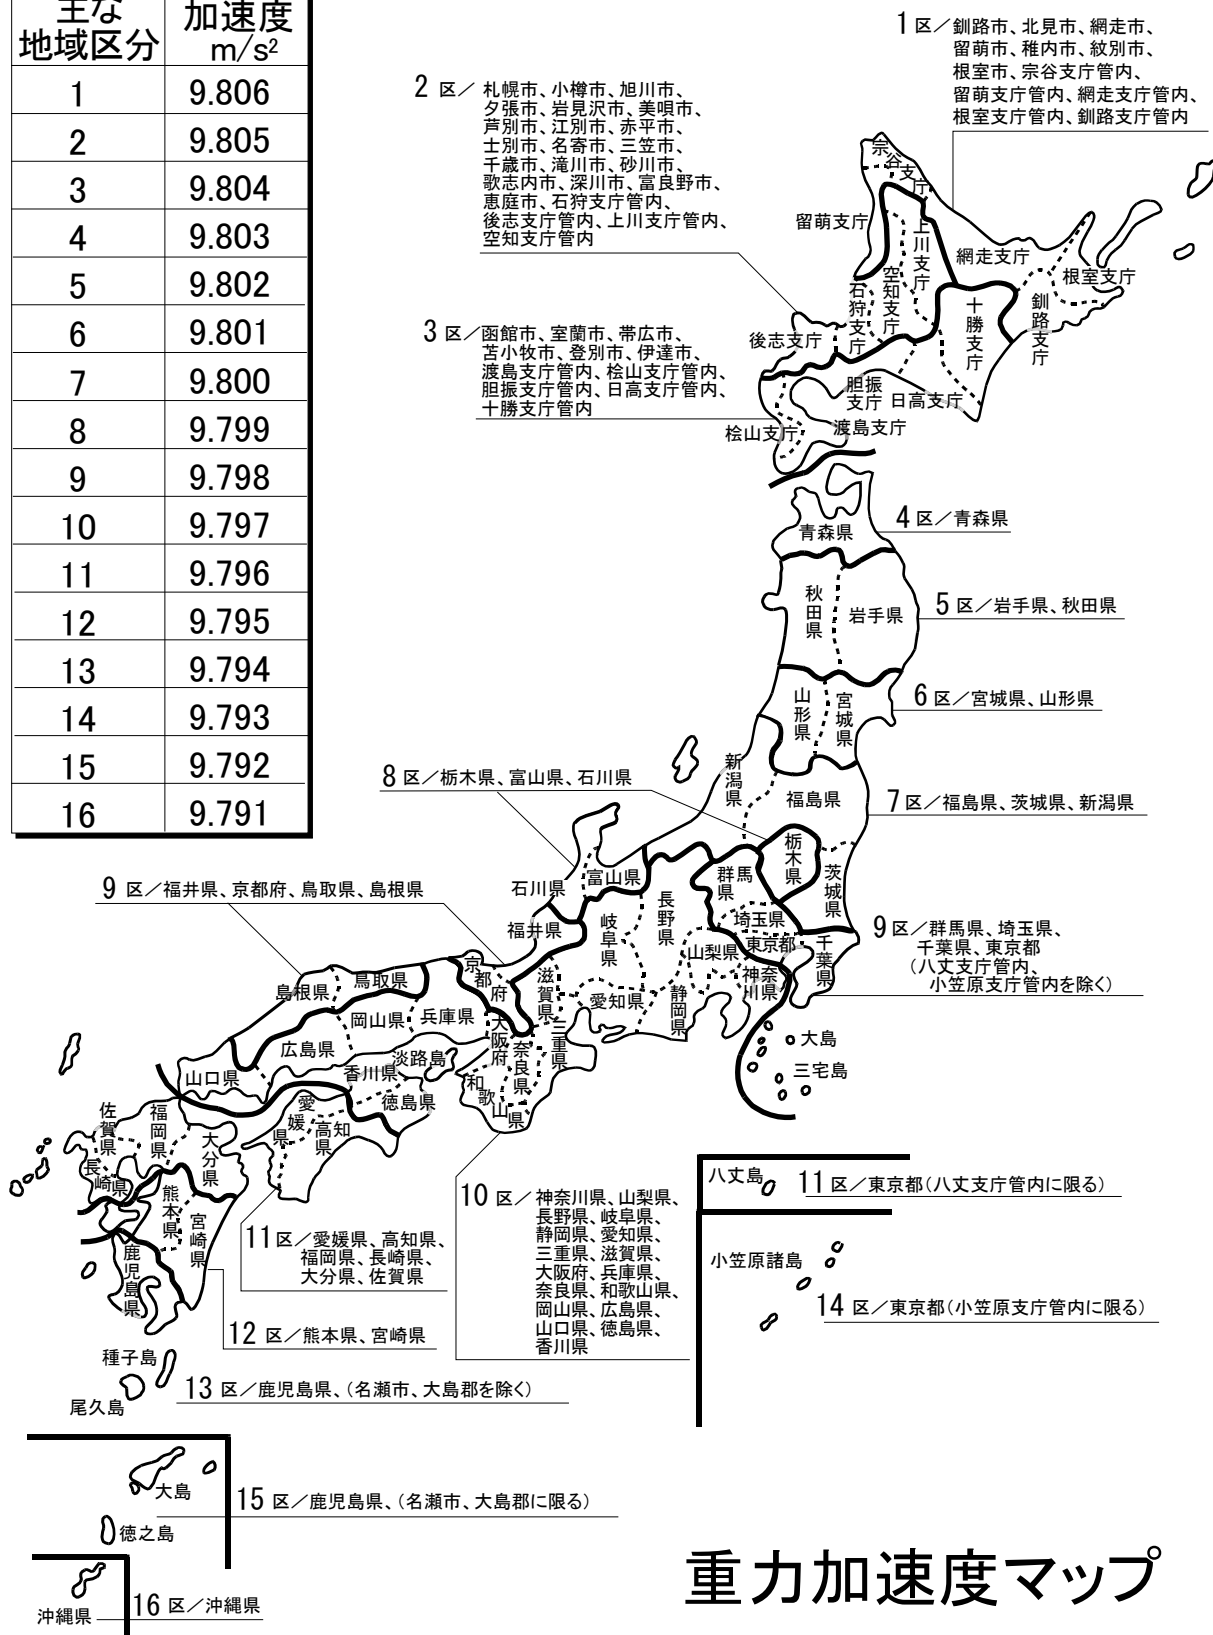 主な 加速度
地域区分 m/s²
1 9.806
2 9.805
3 9.804
4 9.803
5 9.802
6 9.801
7 9.800
8 9.799
9 9.798
10 9.797
11 9.796
12 9.795
13 9.794
14 9.793
15 9.792
16 9.791
1 区／釧路市、北見市、網走市、
留萌市、稚内市、紋別市、
根室市、宗谷支庁管内、
留萌支庁管内、網走支庁管内、
根室支庁管内、釧路支庁管内
2 区／ 札幌市、小樽市、旭川市、
夕張市、岩見沢市、美唄市、
芦別市、江別市、赤平市、
士別市、名寄市、三笠市、
千歳市、滝川市、砂川市、
歌志内市、深川市、富良野市、
恵庭市、石狩支庁管内、
後志支庁管内、上川支庁管内、
空知支庁管内
3 区／函館市、室蘭市、帯広市、
苫小牧市、登別市、伊達市、
渡島支庁管内、桧山支庁管内、
胆振支庁管内、日高支庁管内、
十勝支庁管内
宗谷支庁
留萌支庁
上川支庁
網走支庁
根室支庁
空知支庁
石狩支庁
釧路支庁
十勝支庁
後志支庁
胆振
支庁
日高支庁
渡島支庁
桧山支庁
青森県
4 区／青森県
秋田県
岩手県
5 区／岩手県、秋田県
山形県
宮城県
6 区／宮城県、山形県
新潟県
福島県
7 区／福島県、茨城県、新潟県
8 区／栃木県、富山県、石川県
栃木県
茨城県
群馬
県
埼玉県
東京都
千葉県
神奈
川県
山梨県
長野県
富山県
石川県
岐阜県
福井県
静岡県
愛知県
滋賀県
三重県
9 区／福井県、京都府、鳥取県、島根県
9 区／群馬県、埼玉県、
千葉県、東京都
（八丈支庁管内、
小笠原支庁管内を除く）
京都府
大阪府
奈良県
和歌山県
兵庫県
鳥取県
島根県
岡山県
広島県
山口県
淡路島
香川県
徳島県
愛媛県
高知
県
大島
三宅島
佐賀県
福岡県
大分県
長崎県
熊本県
宮崎県
鹿児島県
10 区／ 神奈川県、山梨県、
長野県、岐阜県、
静岡県、愛知県、
三重県、滋賀県、
大阪府、兵庫県、
奈良県、和歌山県、
岡山県、広島県、
山口県、徳島県、
香川県
11 区／愛媛県、高知県、
福岡県、長崎県、
大分県、佐賀県
八丈島
11 区／東京都（八丈支庁管内に限る）
小笠原諸島
14 区／東京都（小笠原支庁管内に限る）
12 区／熊本県、宮崎県
種子島
尾久島
13 区／鹿児島県、（名瀬市、大島郡を除く）
大島
徳之島
15 区／鹿児島県、（名瀬市、大島郡に限る）
沖縄県
16 区／沖縄県
重力加速度マップ